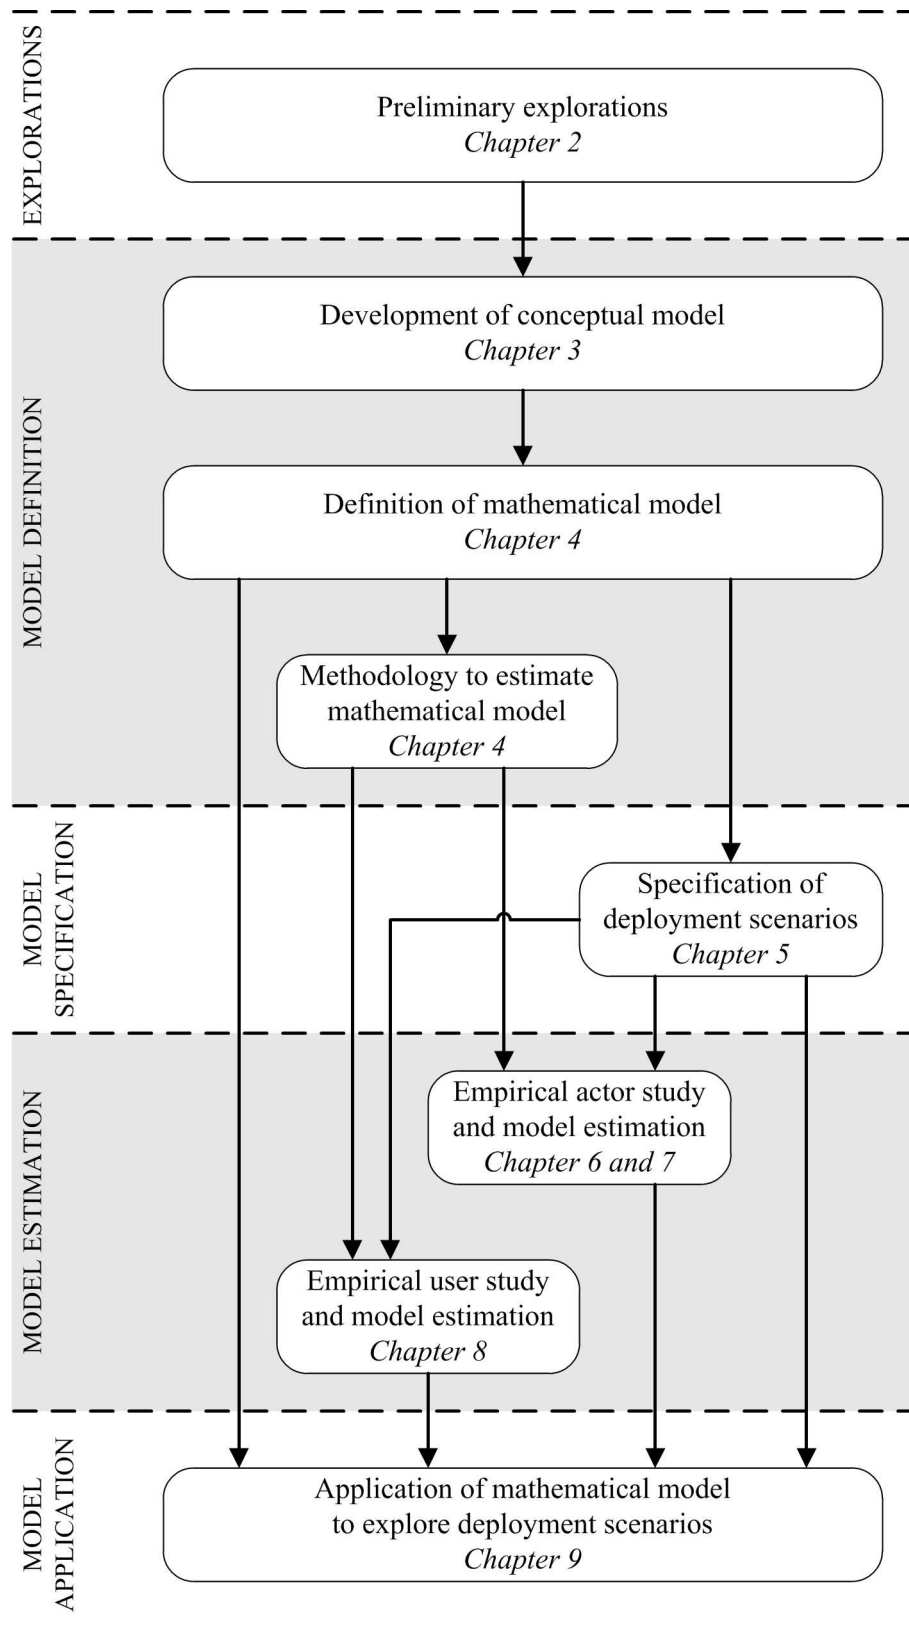 EXPLORATIONS
Preliminary explorations
Chapter 2
MODEL DEFINITION
Development of conceptual model
Chapter 3
Definition of mathematical model
Chapter 4
Methodology to estimate
mathematical model
Chapter 4
MODEL
SPECIFICATION
Specification of
deployment scenarios
Chapter 5
MODEL ESTIMATION
Empirical actor study
and model estimation
Chapter 6 and 7
Empirical user study
and model estimation
Chapter 8
MODEL
APPLICATION
Application of mathematical model
to explore deployment scenarios
Chapter 9